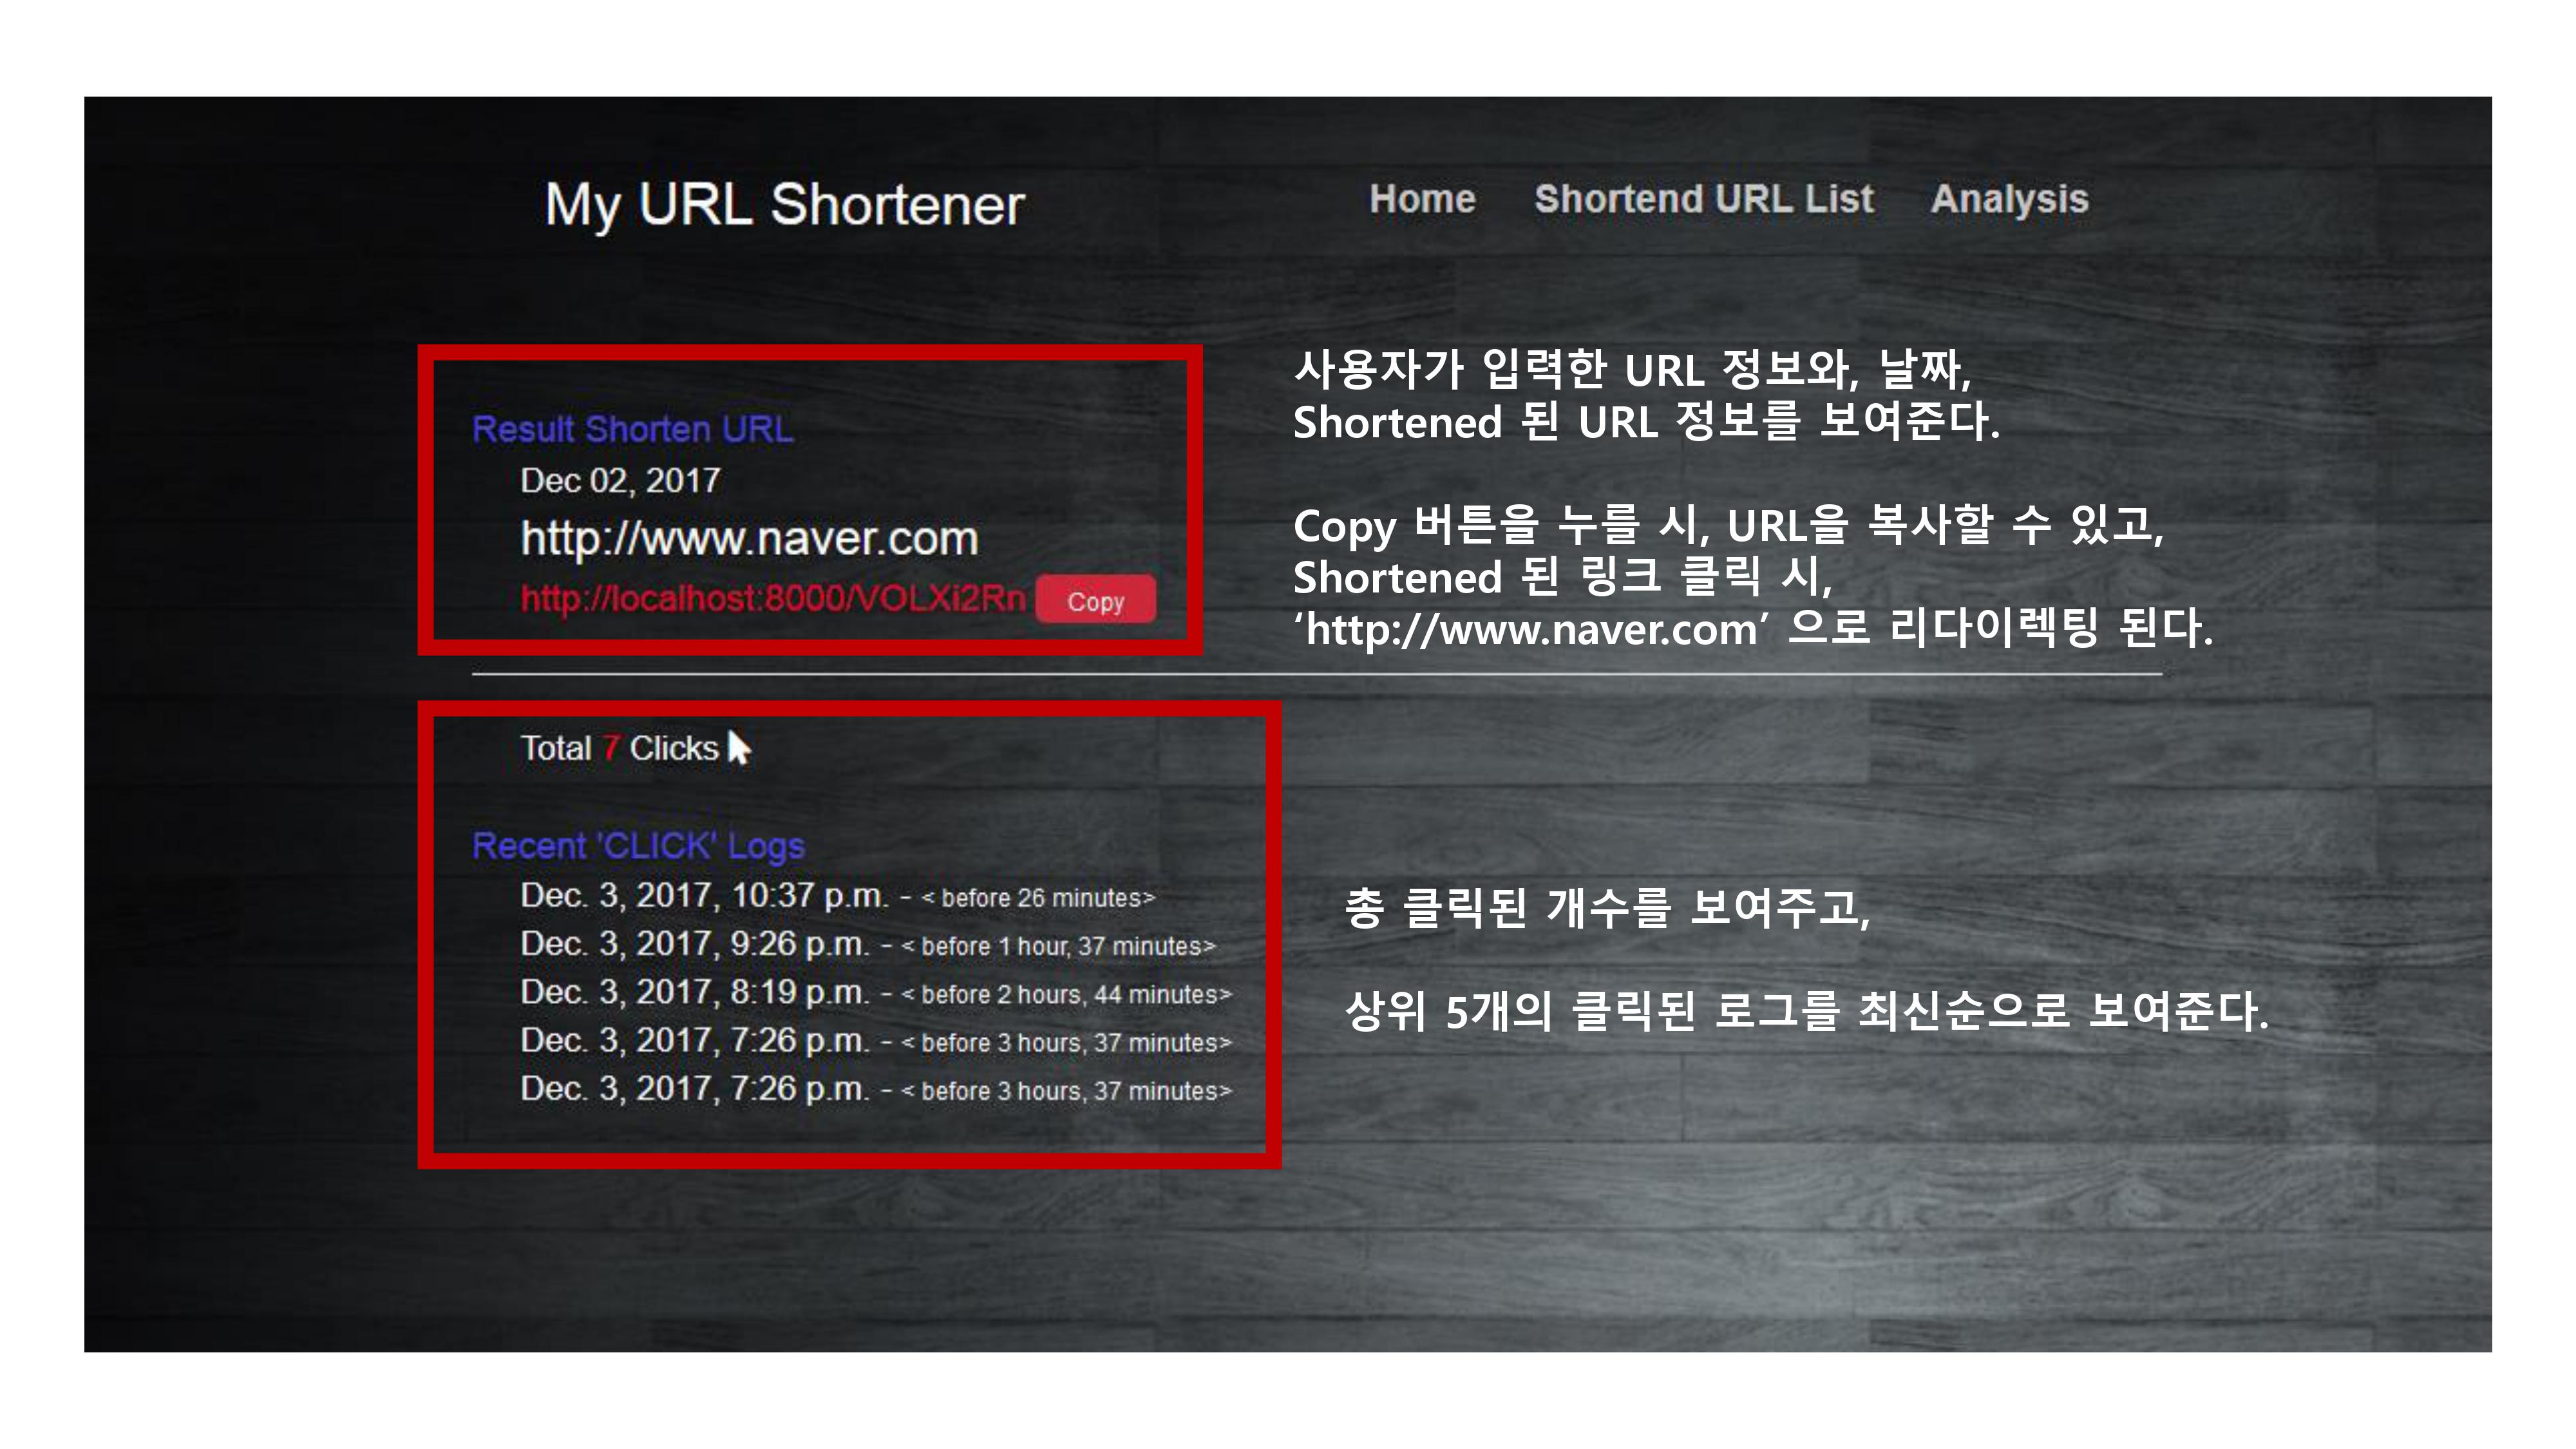 My URL Shortener
Home Shortend URL List Analysis
Result Shorten URL
Dec 02, 2017
http://www.naver.com
http://localhost:8000/VOLXi2Rn Copy
사용자가 입력한 URL 정보와, 날짜,
Shortened 된 URL 정보를 보여준다.
Copy 버튼을 누를 시, URL을 복사할 수 있고,
Shortened 된 링크 클릭 시,
‘http://www.naver.com’ 으로 리다이렉팅 된다.
Total 7 Clicks
Recent 'CLICK' Logs
Dec. 3, 2017, 10:37 p.m. - < before 26 minutes>
Dec. 3, 2017, 9:26 p.m. - < before 1 hour, 37 minutes>
Dec. 3, 2017, 8:19 p.m. - < before 2 hours, 44 minutes>
Dec. 3, 2017, 7:26 p.m. - < before 3 hours, 37 minutes>
Dec. 3, 2017, 7:26 p.m. - < before 3 hours, 37 minutes>
총 클릭된 개수를 보여주고,
상위 5개의 클릭된 로그를 최신순으로 보여준다.